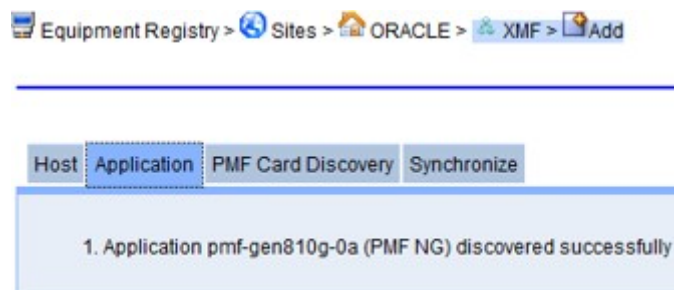 Equipment Registry > Sites > ORACLE > XMF > Add
Host Application PMF Card Discovery Synchronize
1. Application pmf-gen810g-0a (PMF NG) discovered successfully